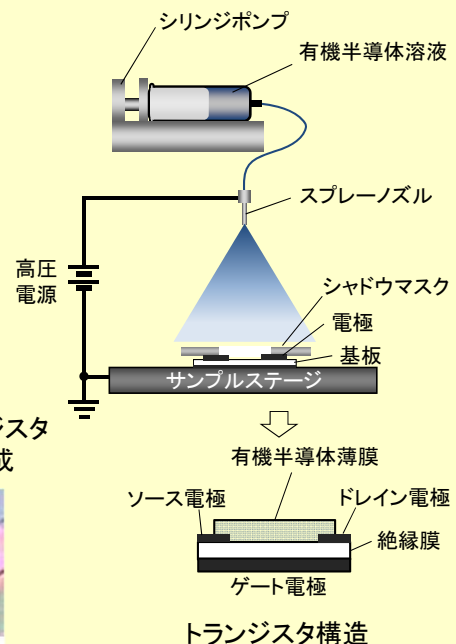 シリンジポンプ
有機半導体溶液
スプレーノズル
高圧
電源
シャドウマスク
電極
基板
サンプルステージ
ジスタ
成
有機半導体薄膜
ソース電極
ドレイン電極
絶縁膜
ゲート電極
トランジスタ構造